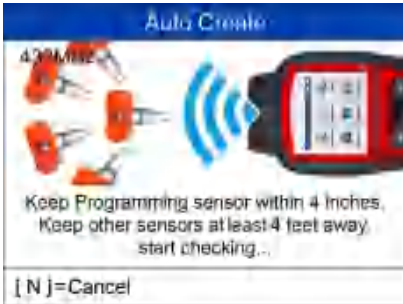 Auto Create
433MHz
Keep Programming sensor within 4 inches.
Keep other sensors at least 4 feet away.
start checking...
[ N ]=Cancel